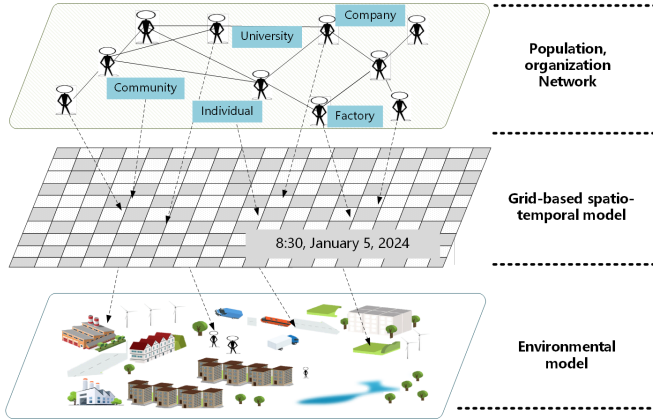 Company
University
Community
Individual
Factory
Population,
organization
Network
Grid-based spatio-
temporal model
8:30, January 5, 2024
Environmental
model